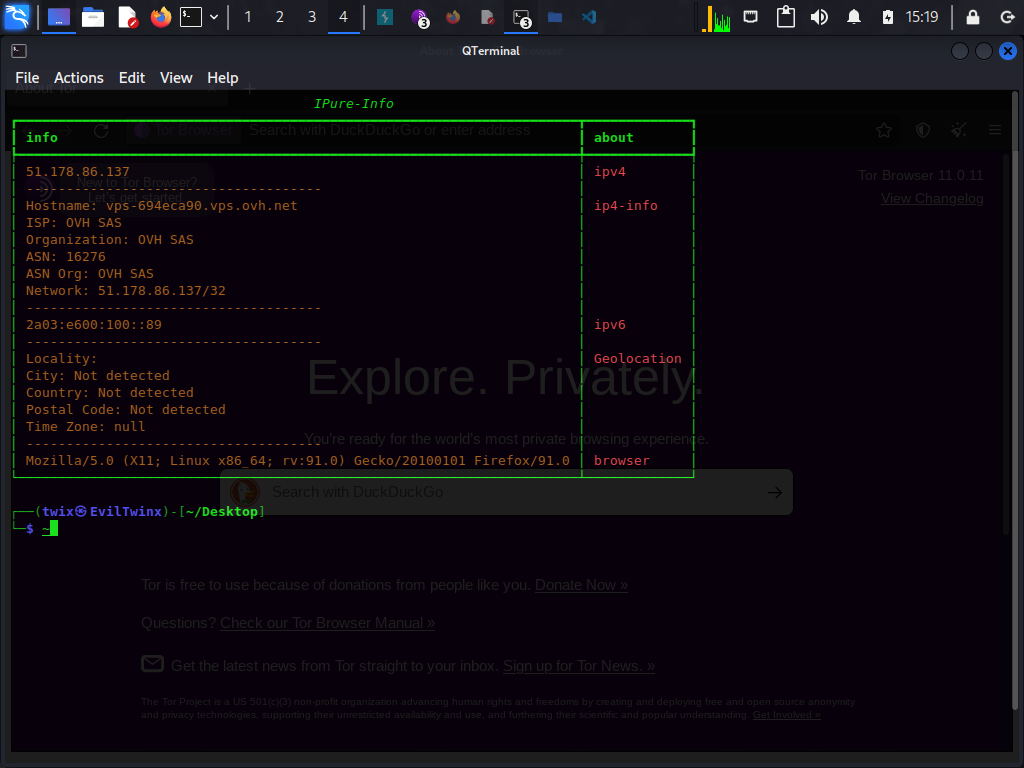 1 2 3 4 3 3 15:19
About Tor Browser
QTerminal
File Actions Edit View Help
About Tor
IPure-Info
Tor Browser Search with DuckDuckGo or enter address
info about
51.178.86.137 ipv4
New to Tor Browser?
Let's get started.
Tor Browser 11.0.11
View Changelog
------------------------------------- 
Hostname: vps-694eca90.vps.ovh.net ip4-info
ISP: OVH SAS
Organization: OVH SAS
ASN: 16276
ASN Org: OVH SAS
Network: 51.178.86.137/32
-------------------------------------
2a03:e600:100::89 ipv6
-------------------------------------
Locality: Geolocation
City: Not detected
Country: Not detected
Postal Code: Not detected
Time Zone: null
-------------------------------------
Mozilla/5.0 (X11; Linux x86_64; rv:91.0) Gecko/20100101 Firefox/91.0 browser
Explore. Privately.
You're ready for the world's most private browsing experience.
Search with DuckDuckGo
┌──(twix㉿EvilTwinx)-[~/Desktop]
└─$ ~
Tor is free to use because of donations from people like you. Donate Now »
Questions? Check our Tor Browser Manual »
Get the latest news from Tor straight to your inbox. Sign up for Tor News. »
The Tor Project is a US 501(c)(3) non-profit organization advancing human rights and freedoms by creating and deploying free and open source anonymity
and privacy technologies, supporting their unrestricted availability and use, and furthering their scientific and popular understanding. Get Involved »